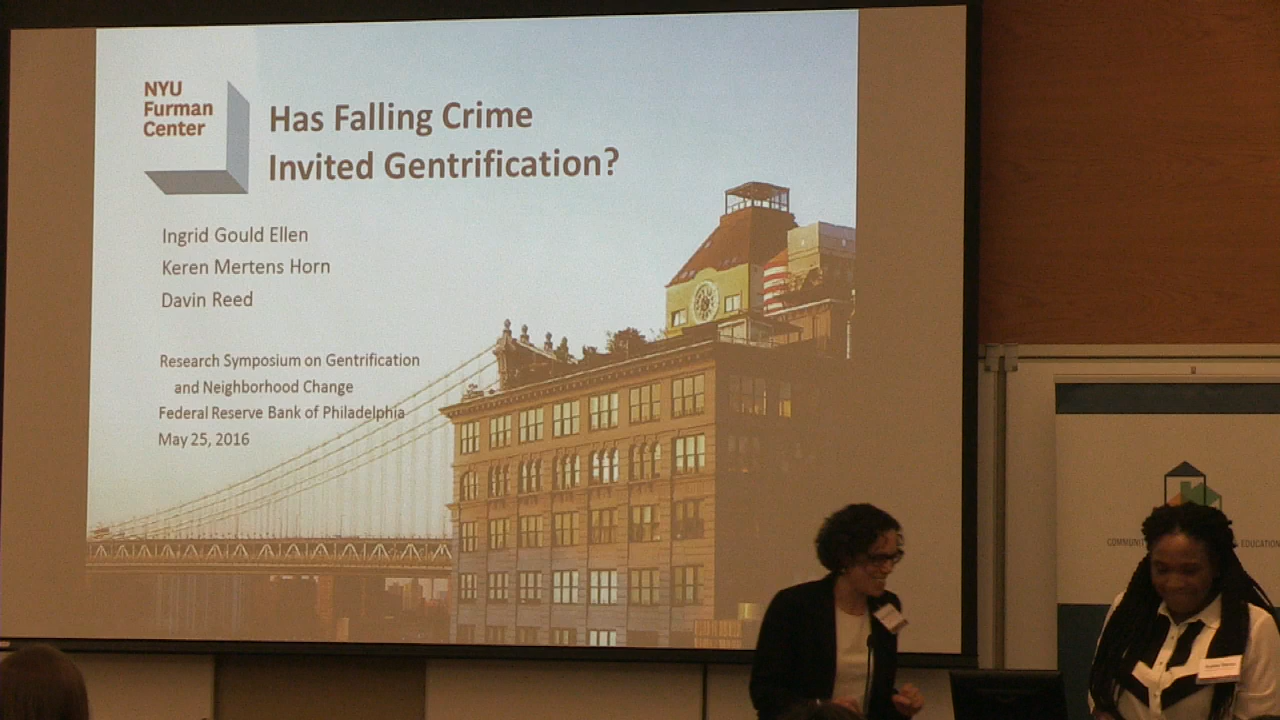 NYU
Furman
Center
Has Falling Crime
Invited Gentrification?
Ingrid Gould Ellen
Keren Mertens Horn
Davin Reed
Research Symposium on Gentrification
and Neighborhood Change
Federal Reserve Bank of Philadelphia
May 25, 2016
EDUCATION